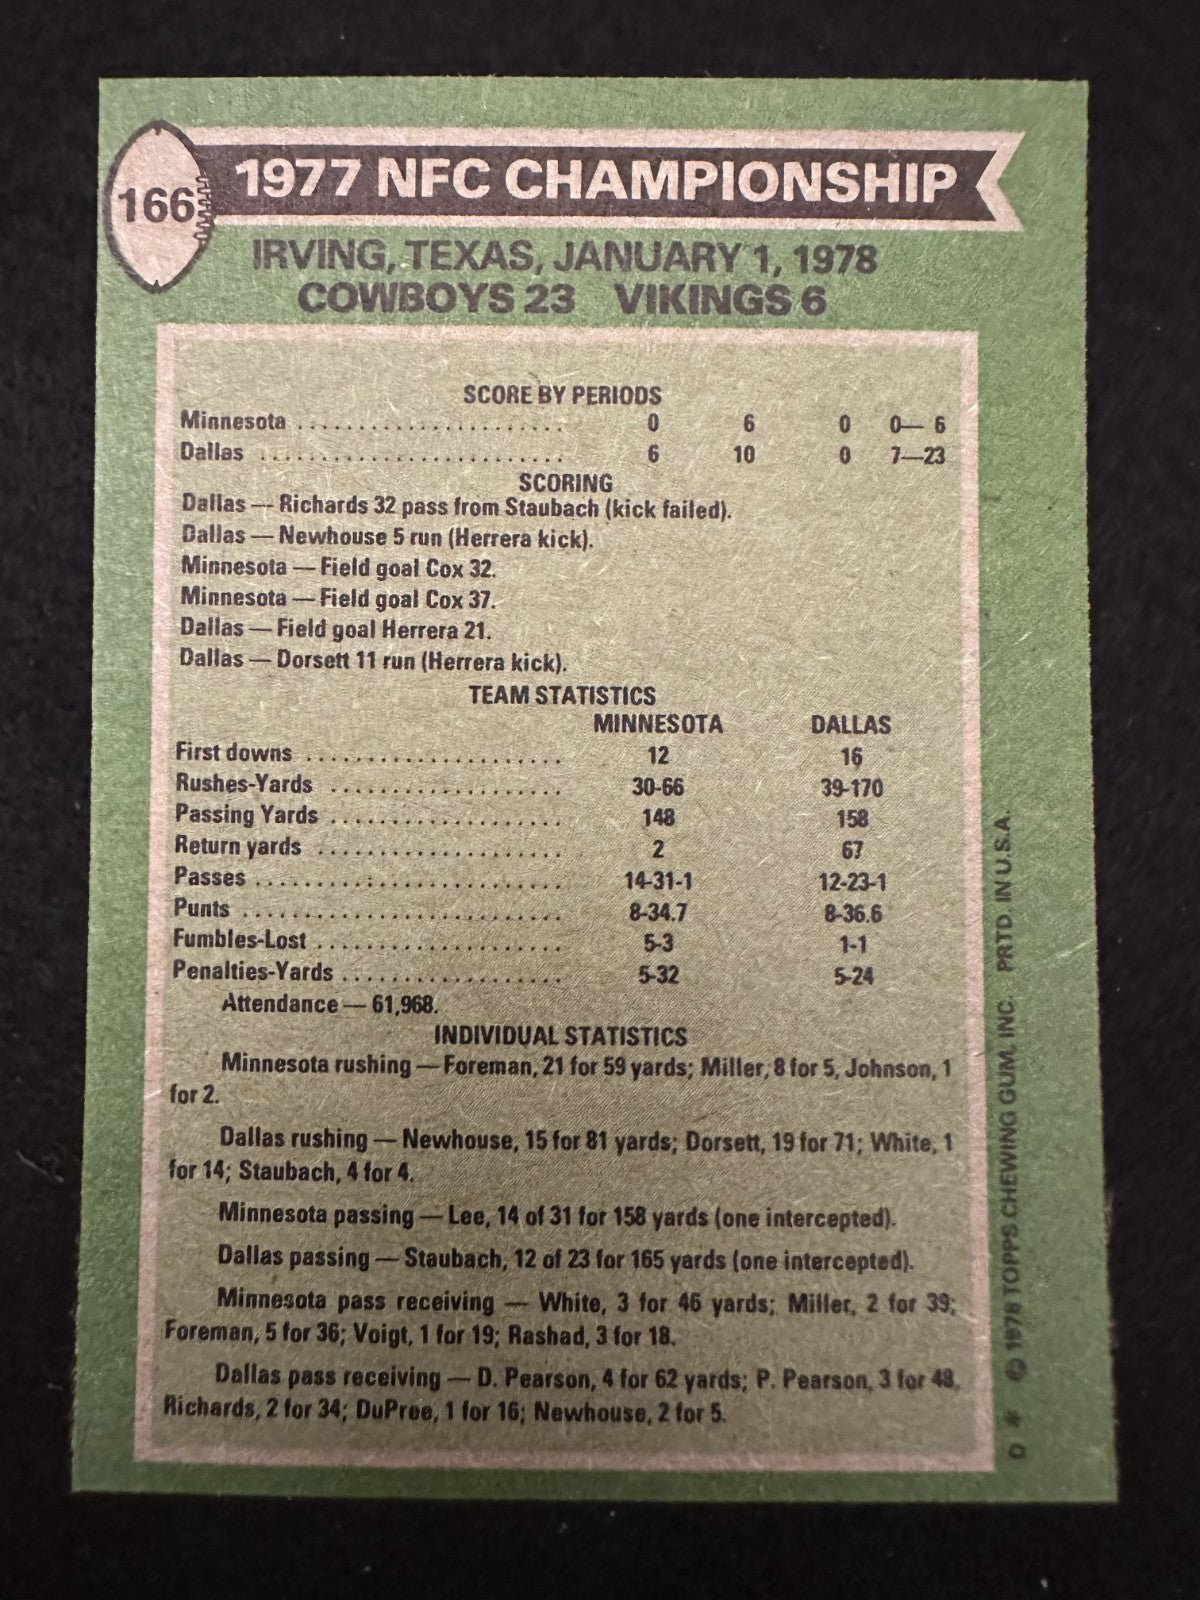 166
1977 NFC CHAMPIONSHIP
IRVING, TEXAS, JANUARY 1, 1978
COWBOYS 23 VIKINGS 6
SCORE BY PERIODS
Minnesota ........................ 0 6 0 0— 6
Dallas ........................... 6 10 0 7—23
SCORING
Dallas — Richards 32 pass from Staubach (kick failed).
Dallas — Newhouse 5 run (Herrera kick).
Minnesota — Field goal Cox 32.
Minnesota — Field goal Cox 37.
Dallas — Field goal Herrera 21.
Dallas — Dorsett 11 run (Herrera kick).
TEAM STATISTICS
MINNESOTA DALLAS
First downs ...................... 12 16
Rushes-Yards .................... 30-66 39-170
Passing Yards .................... 148 158
Return yards ..................... 2 67
Passes ........................... 14-31-1 12-23-1
Punts ............................ 8-34.7 8-36.6
Fumbles-Lost ..................... 5-3 1-1
Penalties-Yards ................... 5-32 5-24
Attendance — 61,968.
INDIVIDUAL STATISTICS
Minnesota rushing — Foreman, 21 for 59 yards; Miller, 8 for 5, Johnson, 1
for 2.
Dallas rushing — Newhouse, 15 for 81 yards; Dorsett, 19 for 71; White, 1
for 14; Staubach, 4 for 4.
Minnesota passing — Lee, 14 of 31 for 158 yards (one intercepted).
Dallas passing — Staubach, 12 of 23 for 165 yards (one intercepted).
Minnesota pass receiving — White, 3 for 46 yards; Miller, 2 for 39;
Foreman, 5 for 36; Voigt, 1 for 19; Rashad, 3 for 18.
Dallas pass receiving — D. Pearson, 4 for 62 yards; P. Pearson, 3 for 48,
Richards, 2 for 34; DuPree, 1 for 16; Newhouse, 2 for 5.
D * © 1978 TOPPS CHEWING GUM, INC. PRTD. IN U.S.A.